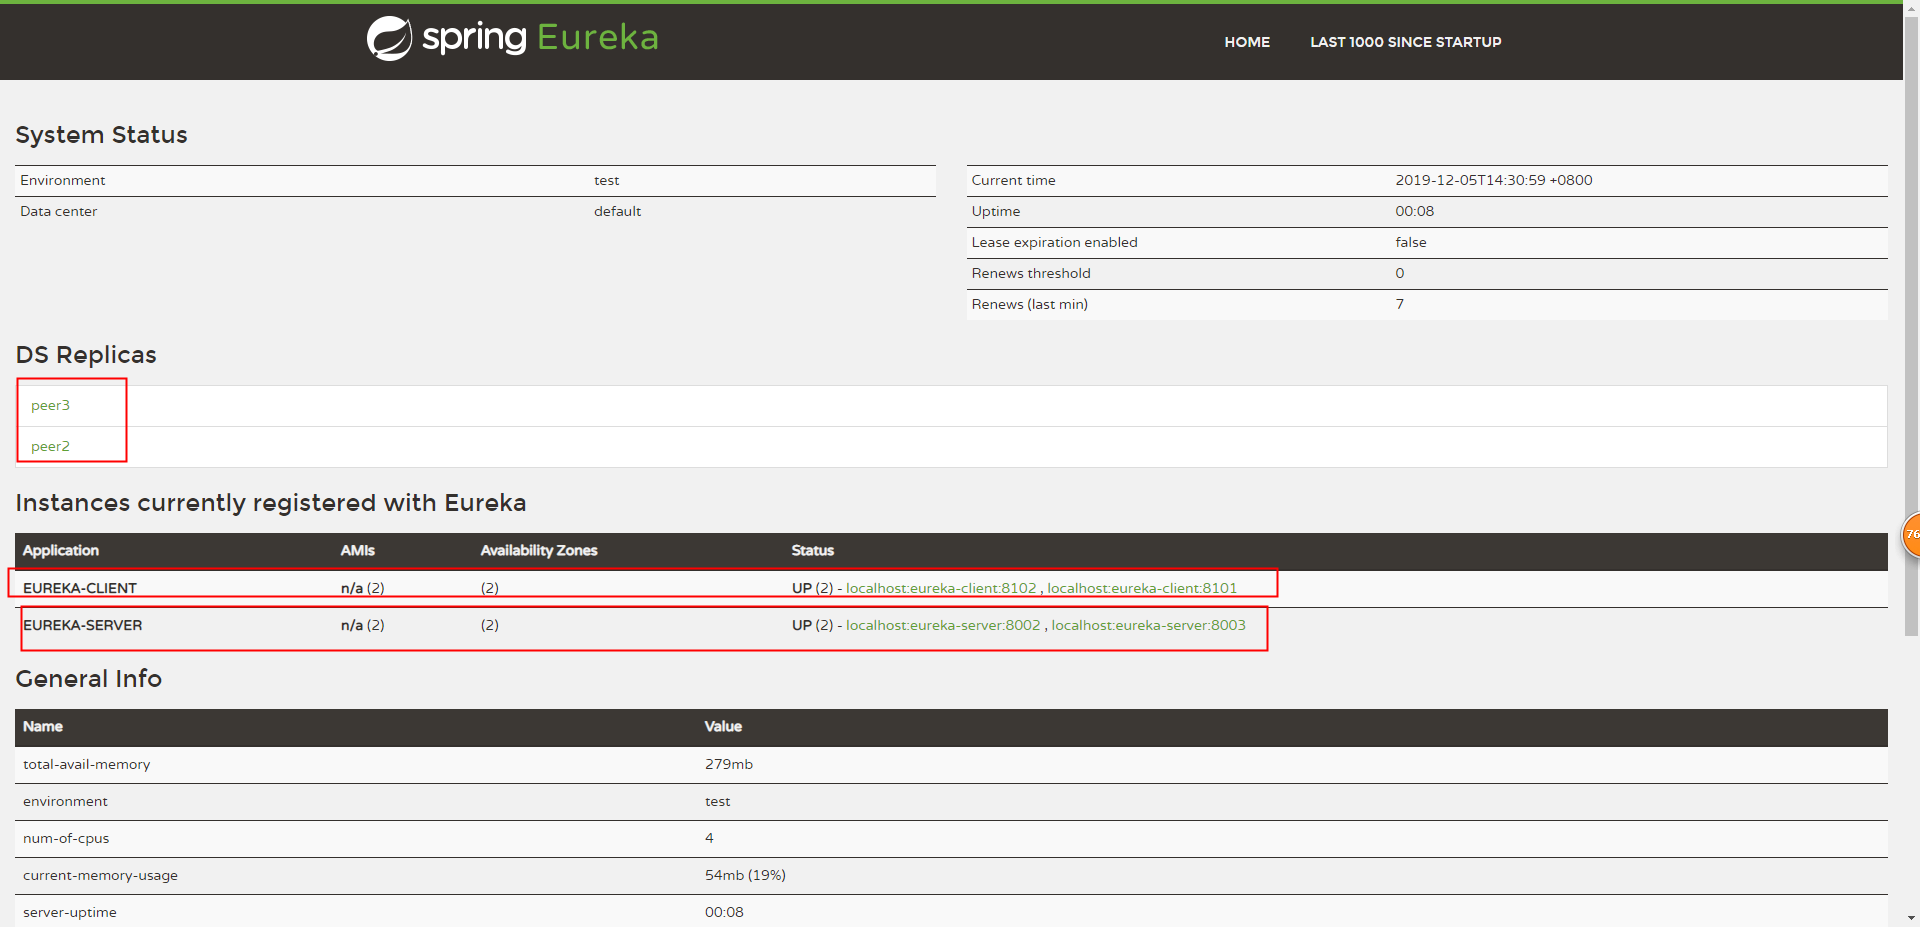 spring Eureka
HOME LAST 1000 SINCE STARTUP
System Status
Environment test
Data center default
Current time 2019-12-05T14:30:59 +0800
Uptime 00:08
Lease expiration enabled false
Renews threshold 0
Renews (last min) 7
DS Replicas
peer3
peer2
Instances currently registered with Eureka
Application AMIs Availability Zones Status
EUREKA-CLIENT n/a (2) (2) UP (2) - localhost:eureka-client:8102 , localhost:eureka-client:8101
EUREKA-SERVER n/a (2) (2) UP (2) - localhost:eureka-server:8002 , localhost:eureka-server:8003
76
General Info
Name Value
total-avail-memory 279mb
environment test
num-of-cpus 4
current-memory-usage 54mb (19%)
server-uptime 00:08